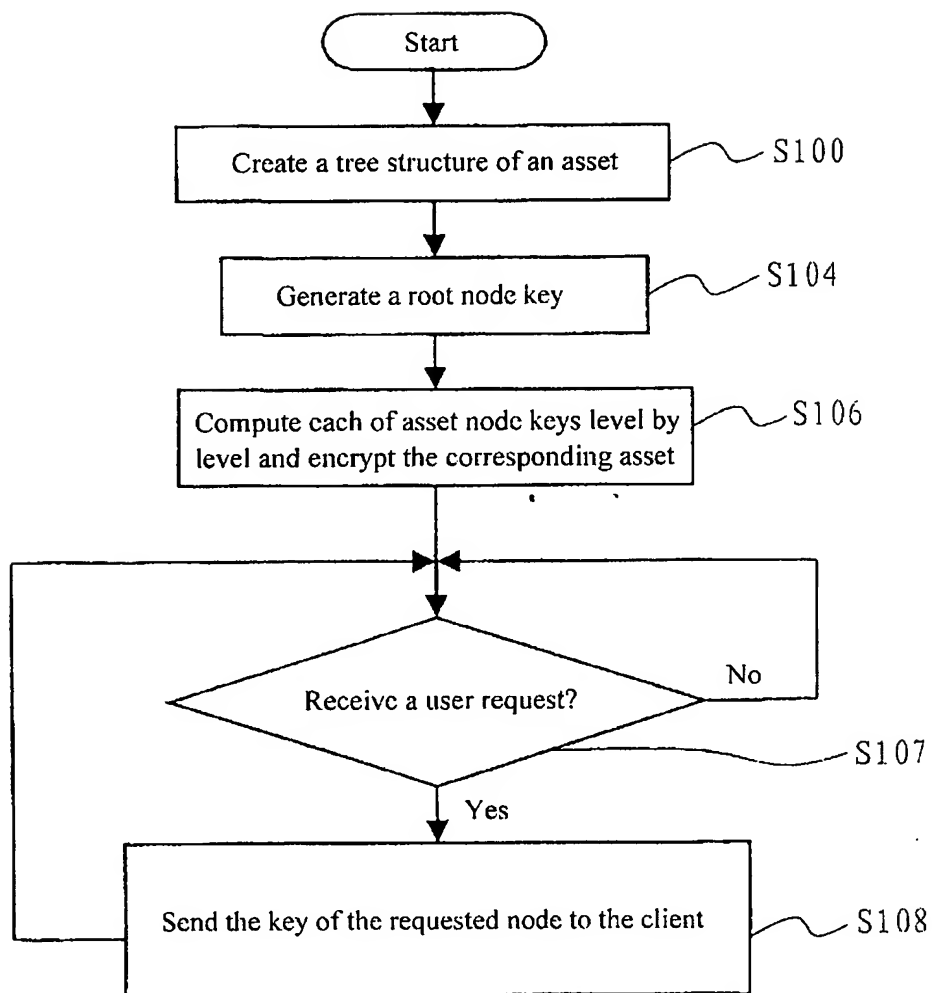 Start
Create a tree structure of an asset
S100
Generate a root node key
S104
Compute each of asset node keys level by
level and encrypt the corresponding asset
S106
Receive a user request?
No
S107
Yes
Send the key of the requested node to the client
S108